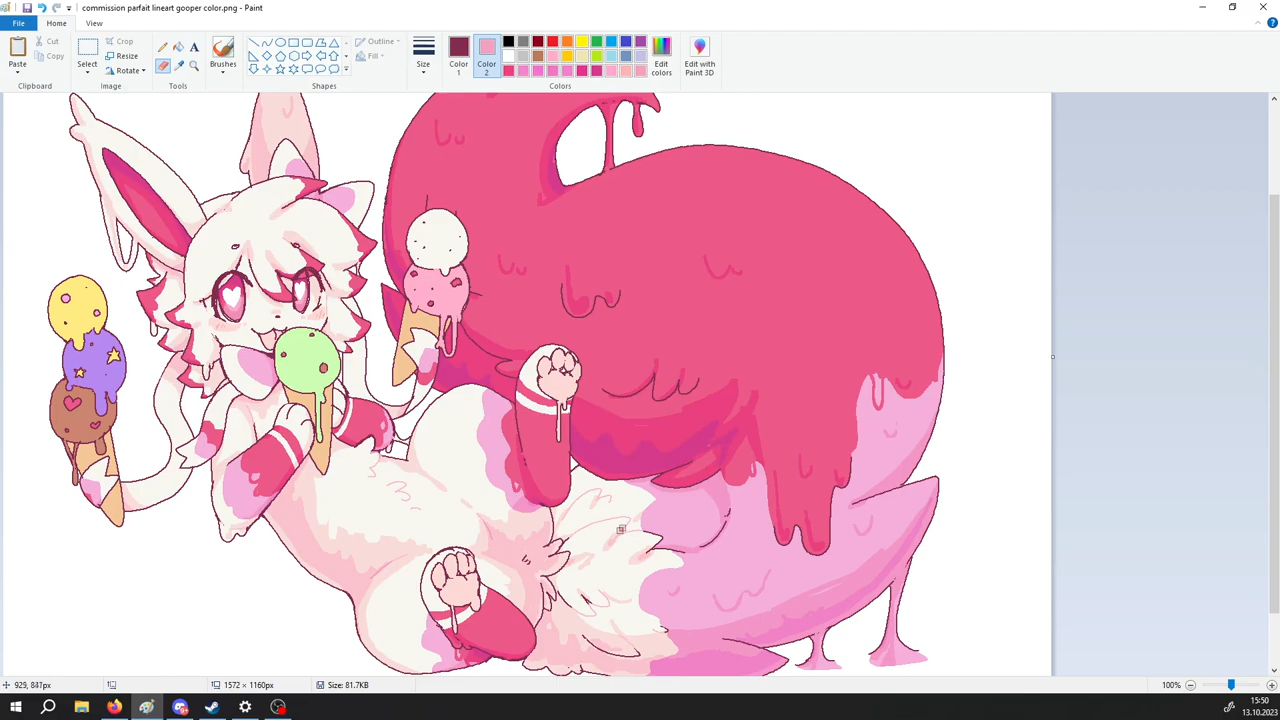 commission parfait lineart gooper color.png - Paint
File Home View
Paste
Cut
Copy
Clipboard
Select
Crop
Resize
Rotate
Image
Tools
Brushes
Shapes
Outline
Fill
Size
Color 1
Color 2
Edit colors
Colors
Edit with Paint 3D
929, 847px
1572 × 1160px
Size: 81.7KB
100%
15:50
13.10.2023